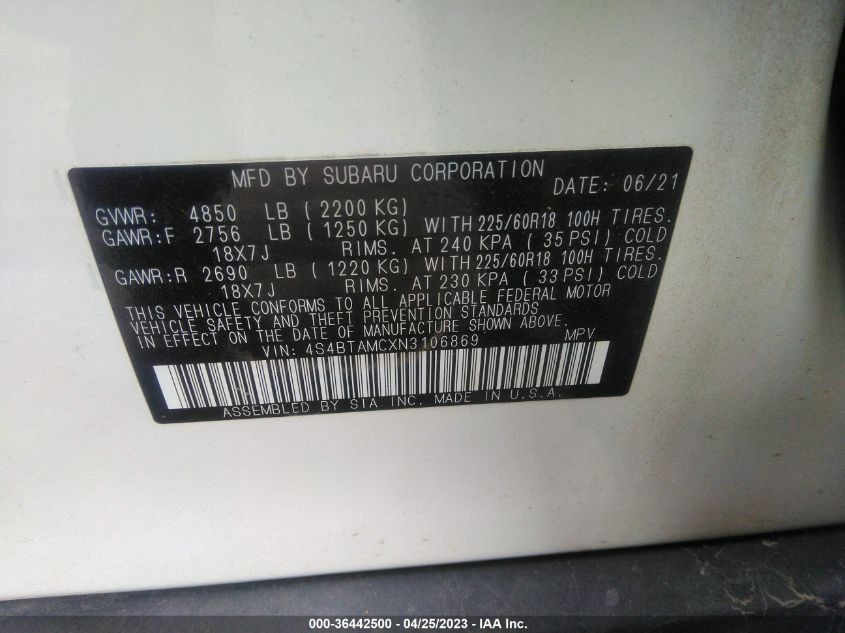 MFD BY SUBARU CORPORATION DATE: 06/21
GVWR: 4850 LB (2200 KG)
GAWR:F 2756 LB (1250 KG) WITH 225/60R18 100H TIRES.
18X7J RIMS. AT 240 KPA (35 PSI) COLD
GAWR:R 2690 LB (1220 KG) WITH 225/60R18 100H TIRES.
18X7J RIMS. AT 230 KPA (33 PSI) COLD
THIS VEHICLE CONFORMS TO ALL APPLICABLE FEDERAL MOTOR
VEHICLE SAFETY AND THEFT PREVENTION STANDARDS
IN EFFECT ON THE DATE OF MANUFACTURE SHOWN ABOVE.
VIN: 4S4BTAMCXN3106869 MPV
ASSEMBLED BY SIA INC. MADE IN U.S.A.
000-36442500 - 04/25/2023 - IAA Inc.